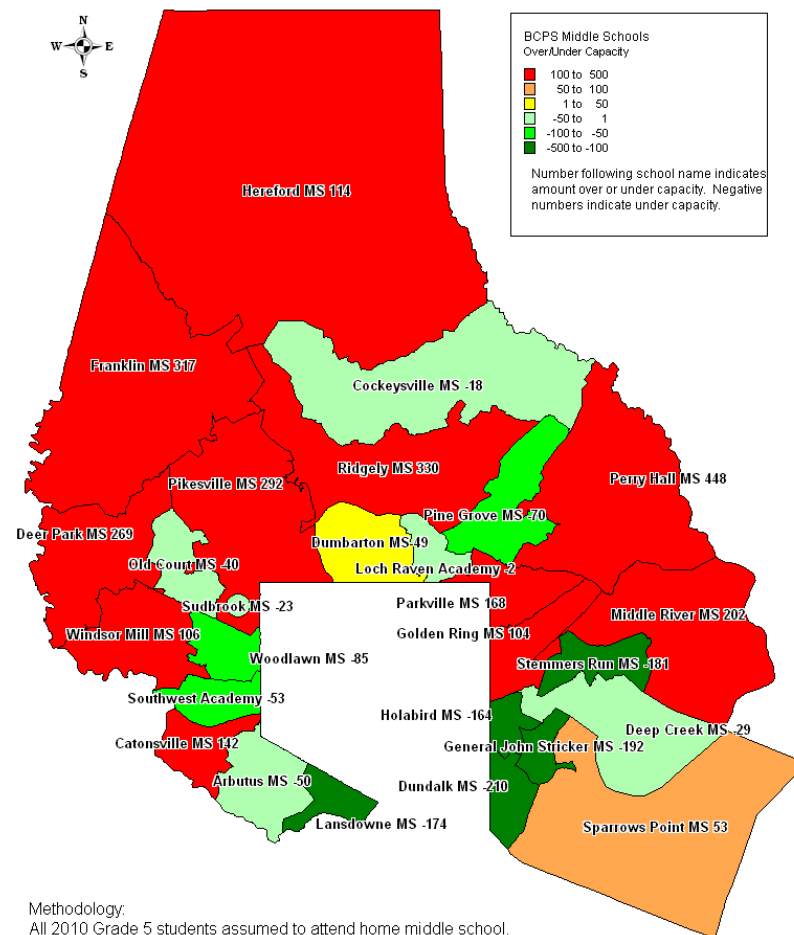 N
W E
S
BCPS Middle Schools
Over/Under Capacity
100 to 500
50 to 100
1 to 50
-50 to 1
-100 to -50
-500 to -100
Number following school name indicates
amount over or under capacity. Negative
numbers indicate under capacity.
Hereford MS 114
Franklin MS 317
Cockeysville MS -18
Ridgely MS 330
Pikesville MS 292
Perry Hall MS 448
Pine Grove MS -70
Deer Park MS 269
Dumbarton MS 49
Old Court MS -40
Loch Raven Academy -2
Sudbrook MS -23
Parkville MS 168
Middle River MS 202
Windsor Mill MS 106
Golden Ring MS 104
Woodlawn MS -85
Stemmers Run MS -181
Southwest Academy -53
Holabird MS -164
Deep Creek MS -29
Catonsville MS 142
General John Stricker MS -192
Arbutus MS -50
Dundalk MS -210
Lansdowne MS -174
Sparrows Point MS 53
Methodology:
All 2010 Grade 5 students assumed to attend home middle school.